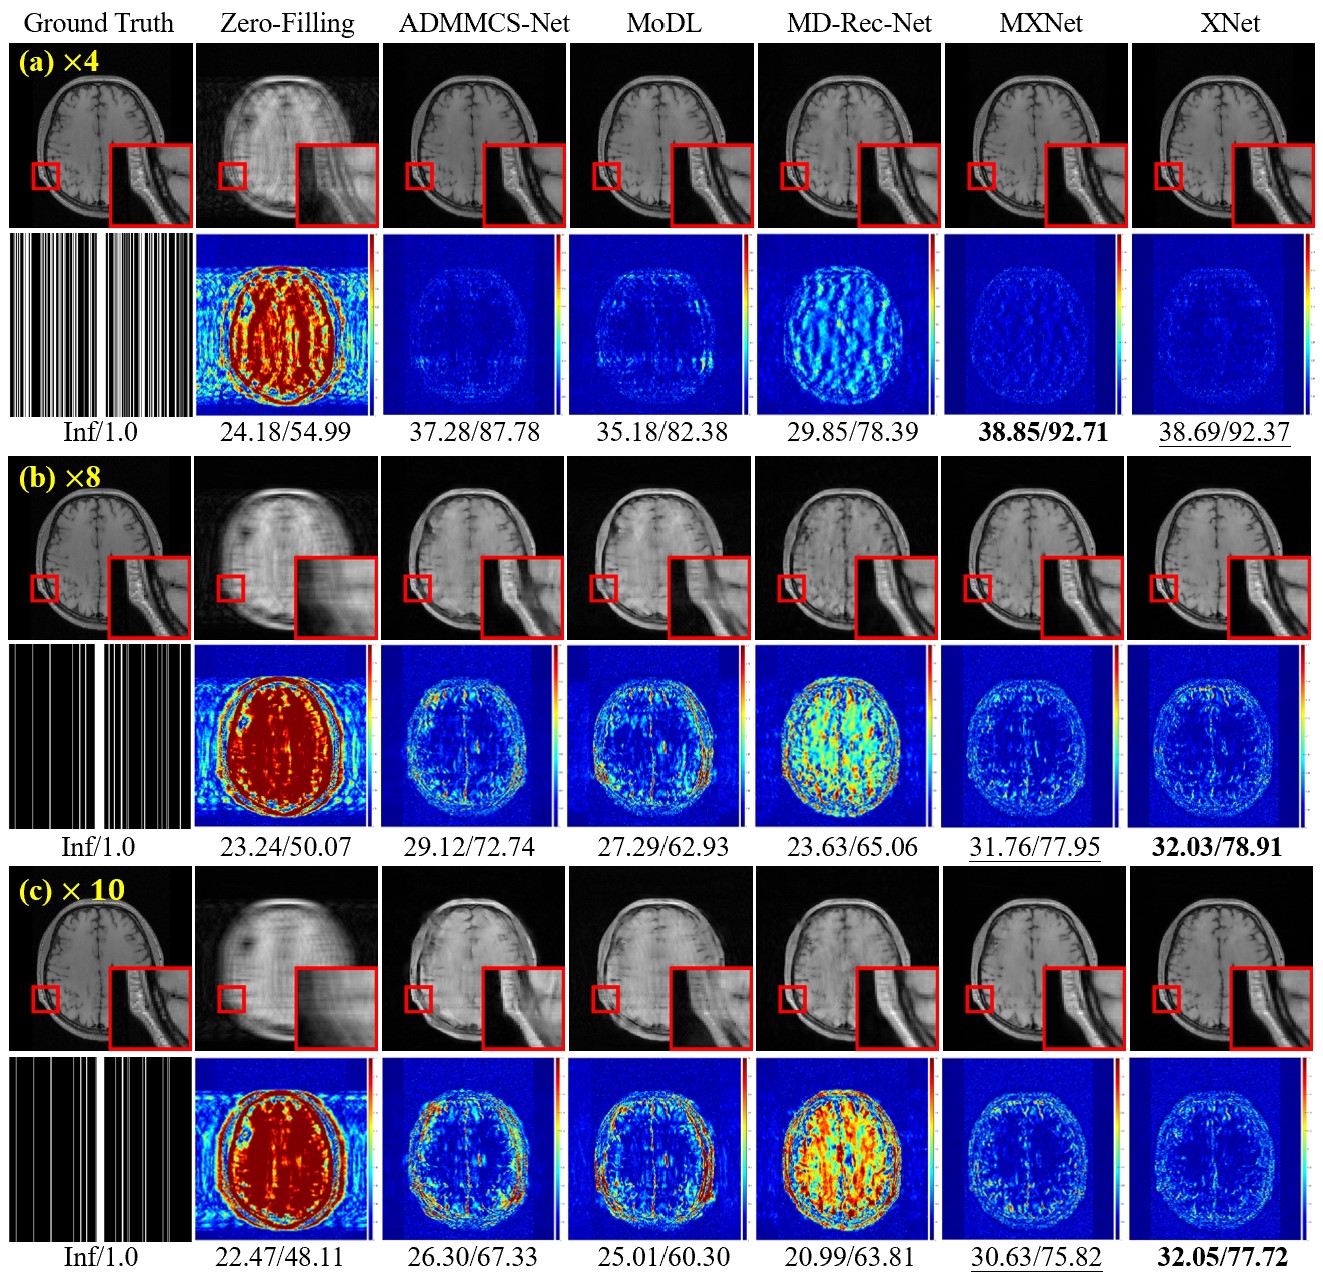 Ground Truth Zero-Filling ADMMCS-Net MoDL MD-Rec-Net MXNet XNet
(a) ×4
Inf/1.0 24.18/54.99 37.28/87.78 35.18/82.38 29.85/78.39 38.85/92.71 38.69/92.37
(b) ×8
Inf/1.0 23.24/50.07 29.12/72.74 27.29/62.93 23.63/65.06 31.76/77.95 32.03/78.91
(c) × 10
Inf/1.0 22.47/48.11 26.30/67.33 25.01/60.30 20.99/63.81 30.63/75.82 32.05/77.72